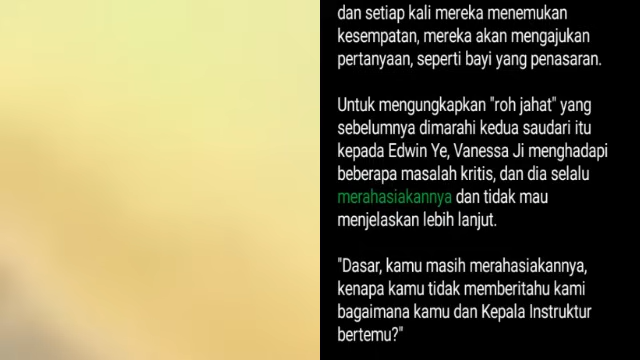 dan setiap kali mereka menemukan
kesempatan, mereka akan mengajukan
pertanyaan, seperti bayi yang penasaran.
Untuk mengungkapkan "roh jahat" yang
sebelumnya dimarahi kedua saudari itu
kepada Edwin Ye, Vanessa Ji menghadapi
beberapa masalah kritis, dan dia selalu
merahasiakannya dan tidak mau
menjelaskan lebih lanjut.
"Dasar, kamu masih merahasiakannya,
kenapa kamu tidak memberitahu kami
bagaimana kamu dan Kepala Instruktur
bertemu?"